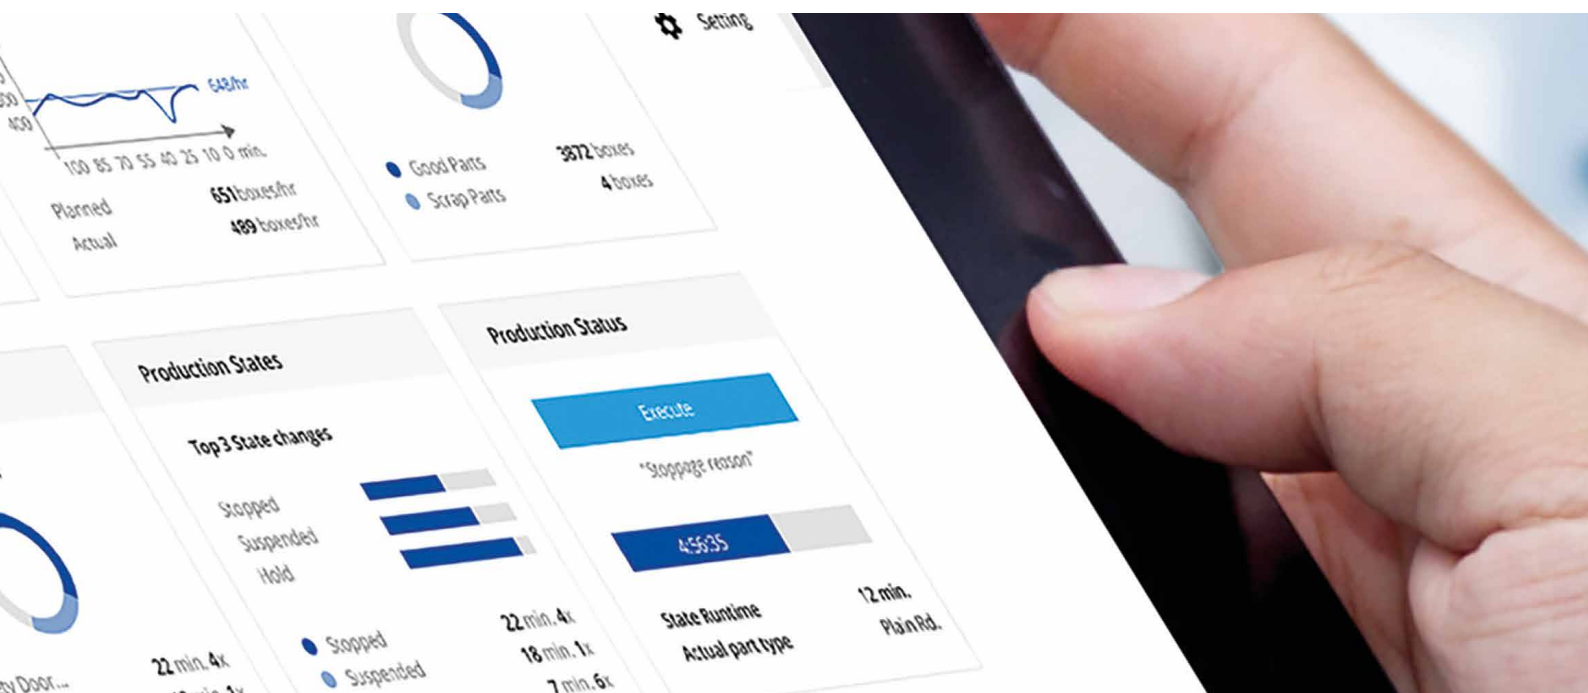 Setting
648/hr
400
100 85 70 55 40 25 10 0 min.
Planned 651 boxes/hr
Actual 489 boxes/hr
Good Parts 3872 boxes
Scrap Parts 4 boxes
Production States
Top 3 State changes
Stopped
Suspended
Hold
Stopped 22 min. 4x
Suspended 18 min. 1x
7 min. 6x
Production Status
Execute
"Stoppage reason"
4:56:35
State Runtime 12 min.
Actual part type Plain Rd.
Door... 22 min. 4x